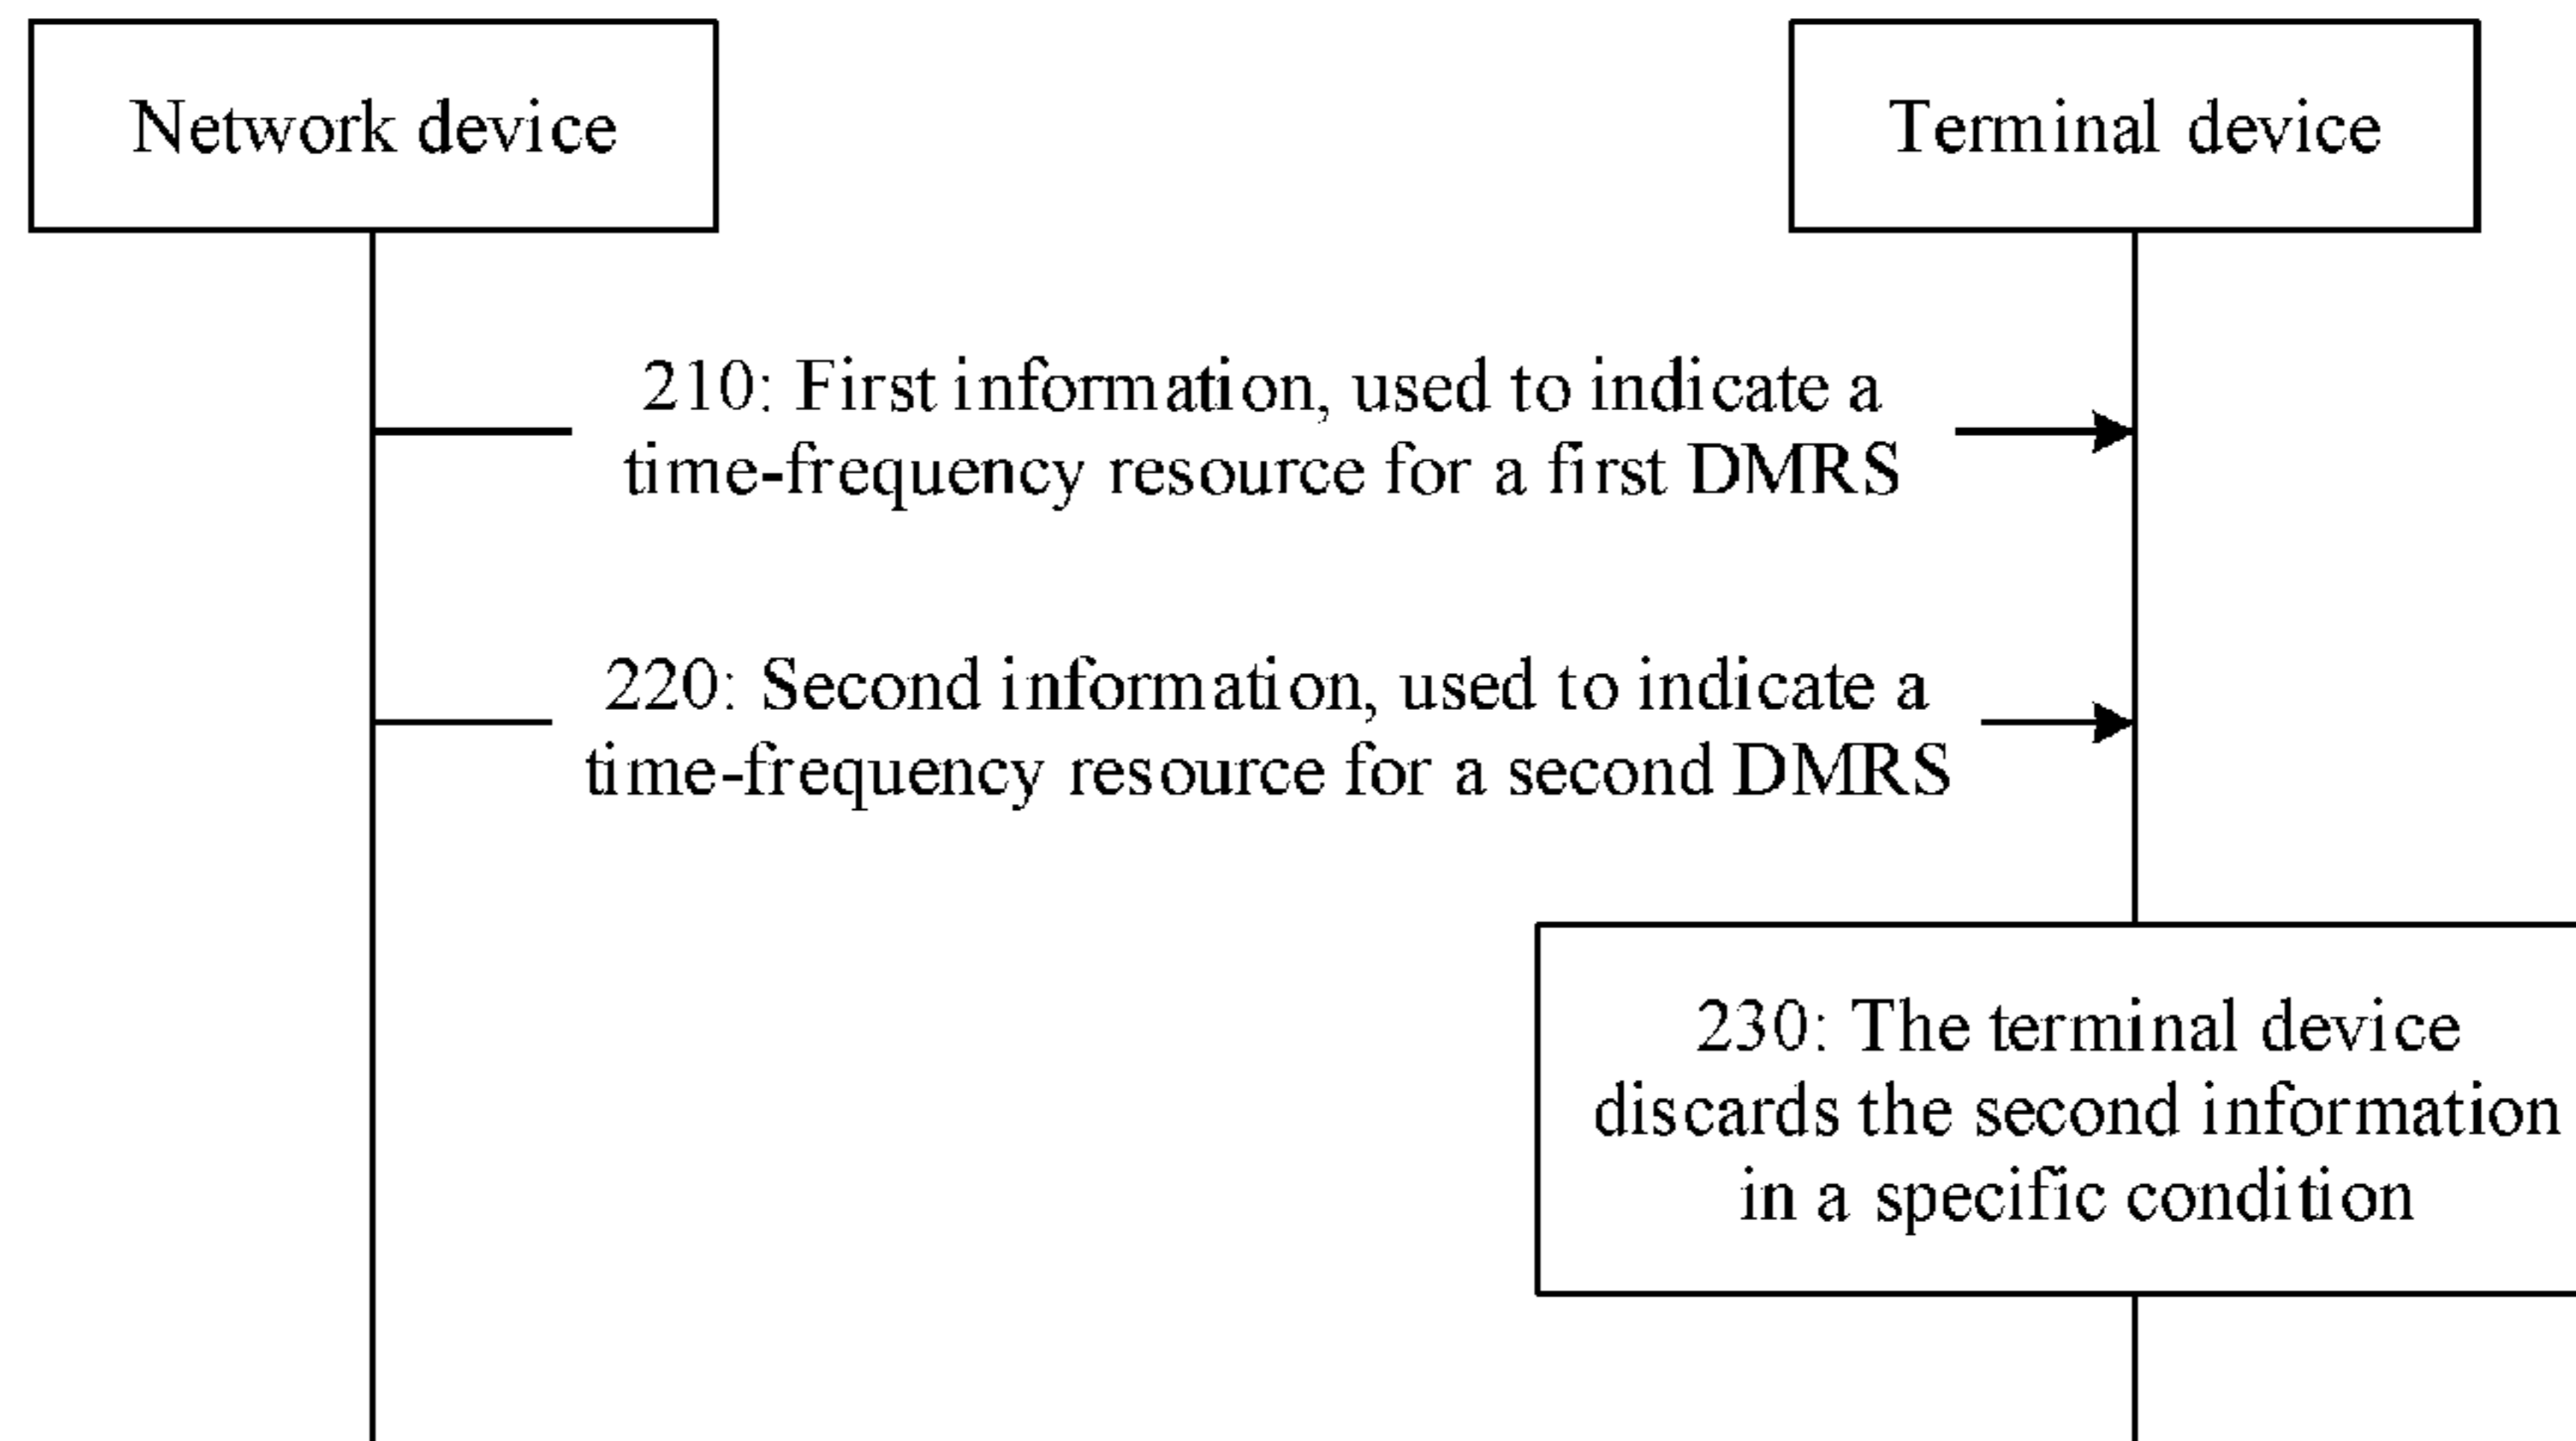 Network device
Terminal device
210: First information, used to indicate a
time-frequency resource for a first DMRS
220: Second information, used to indicate a
time-frequency resource for a second DMRS
230: The terminal device
discards the second information
in a specific condition